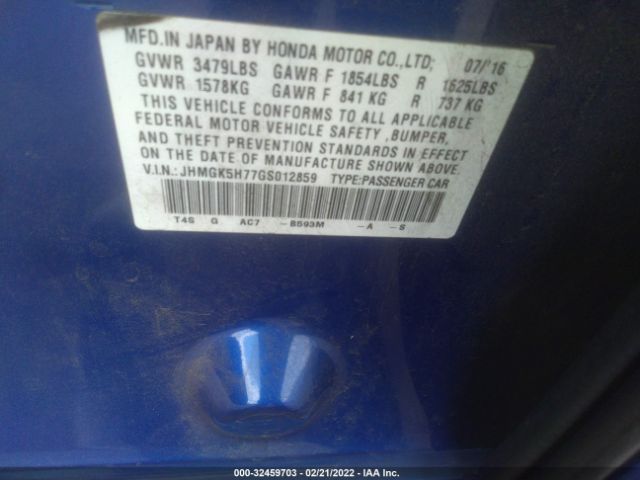 MFD.IN JAPAN BY HONDA MOTOR CO.,LTD; 07/'16
GVWR 3479LBS GAWR F 1854LBS R 1625LBS
GVWR 1578KG GAWR F 841 KG R 737 KG
THIS VEHICLE CONFORMS TO ALL APPLICABLE
FEDERAL MOTOR VEHICLE SAFETY ,BUMPER,
AND THEFT PREVENTION STANDARDS IN EFFECT
ON THE DATE OF MANUFACTURE SHOWN ABOVE.
V.I.N.: JHMGK5H77GS012859 TYPE:PASSENGER CAR
T4S G AC7 -B593M -A -S
000-32459703 - 02/21/2022 - IAA Inc.